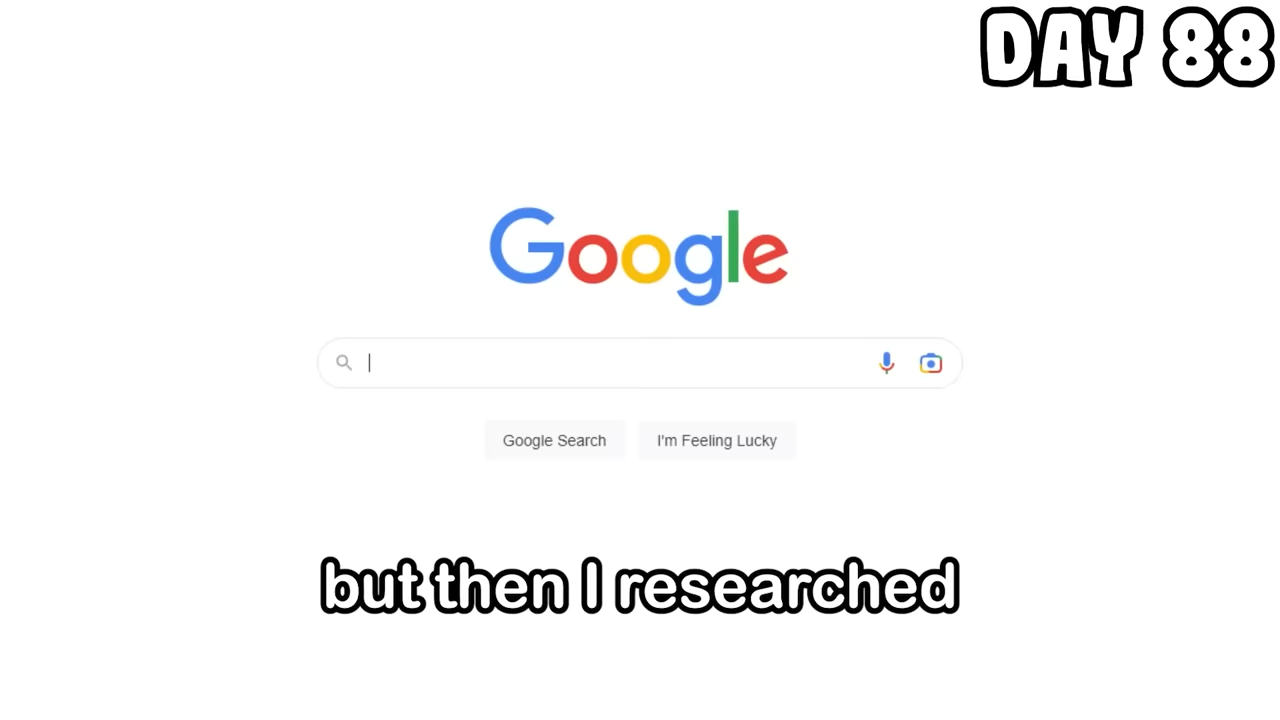 DAY 88
Google
Google Search
I'm Feeling Lucky
but then I researched